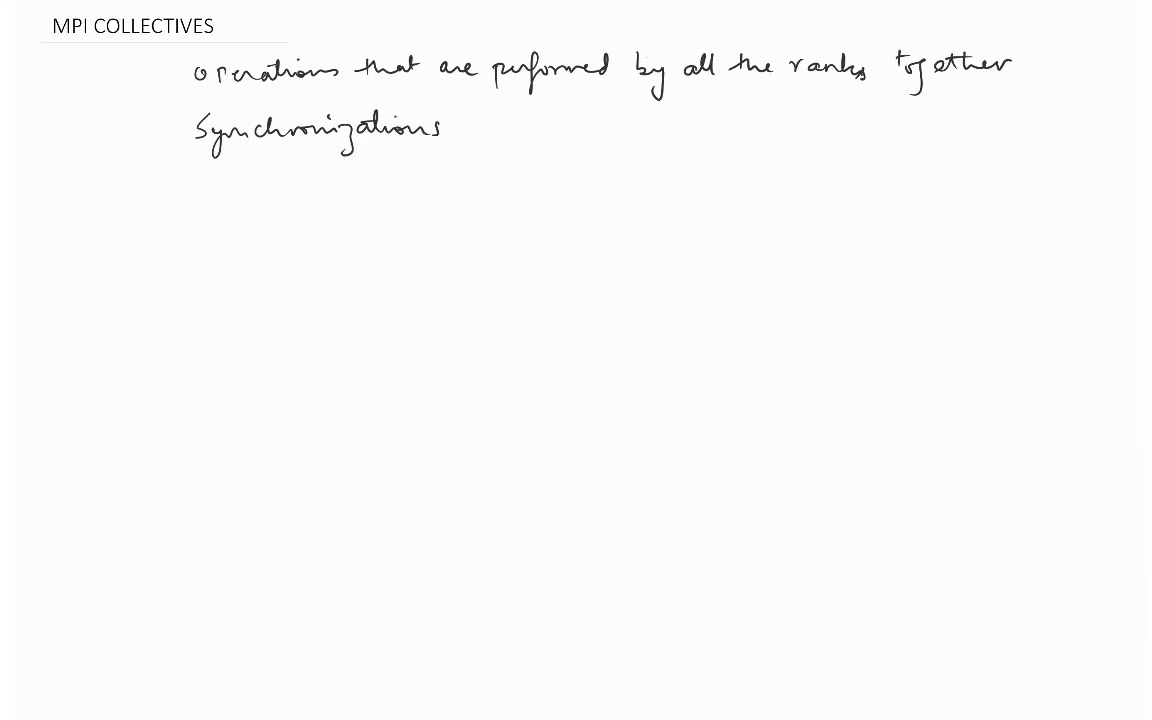 MPI COLLECTIVES
operations that are performed by all the ranks together
Synchronizations